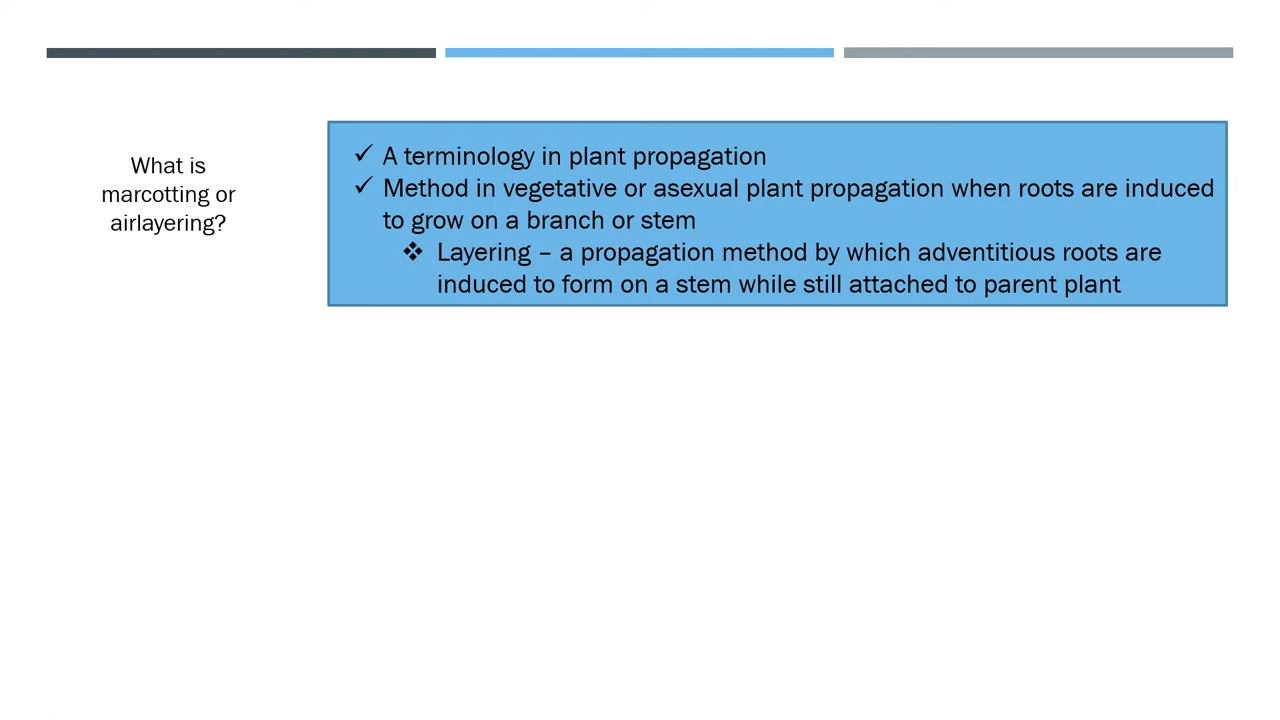 What is
marcotting or
airlayering?
✓ A terminology in plant propagation
✓ Method in vegetative or asexual plant propagation when roots are induced
to grow on a branch or stem
❖ Layering – a propagation method by which adventitious roots are
induced to form on a stem while still attached to parent plant